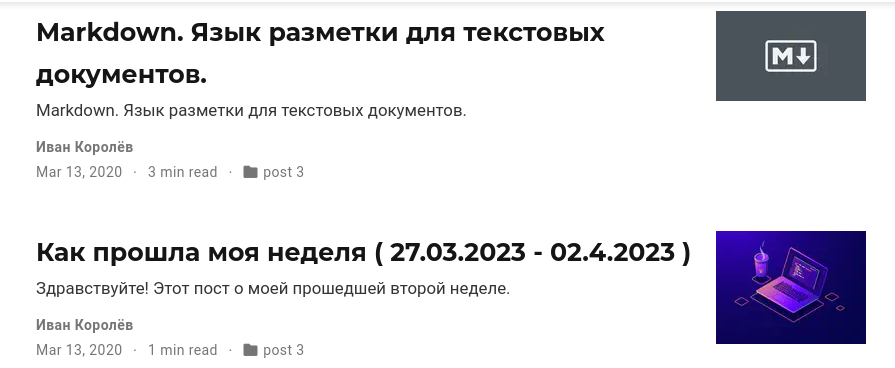 Markdown. Язык разметки для текстовых
документов.
Markdown. Язык разметки для текстовых документов.
Иван Королёв
Mar 13, 2020 · 3 min read · post 3
M
Как прошла моя неделя ( 27.03.2023 - 02.4.2023 )
Здравствуйте! Этот пост о моей прошедшей второй неделе.
Иван Королёв
Mar 13, 2020 · 1 min read · post 3